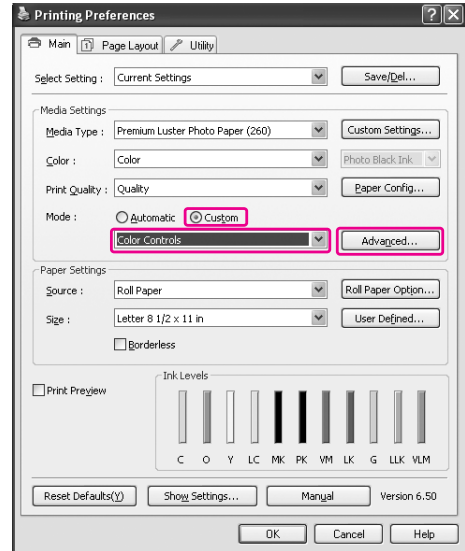 Printing Preferences
Main Page Layout Utility
Select Setting : Current Settings Save/Del...
Media Settings
Media Type : Premium Luster Photo Paper (260) Custom Settings...
Color : Color Photo Black Ink
Print Quality : Quality Paper Config...
Mode : Automatic Custom
Color Controls Advanced...
Paper Settings
Source : Roll Paper Roll Paper Option...
Size : Letter 8 1/2 x 11 in User Defined...
Borderless
Ink Levels
Print Preview
C O Y LC MK PK VM LK G LLK VLM
Reset Defaults(Y) Show Settings... Manual Version 6.50
OK Cancel Help